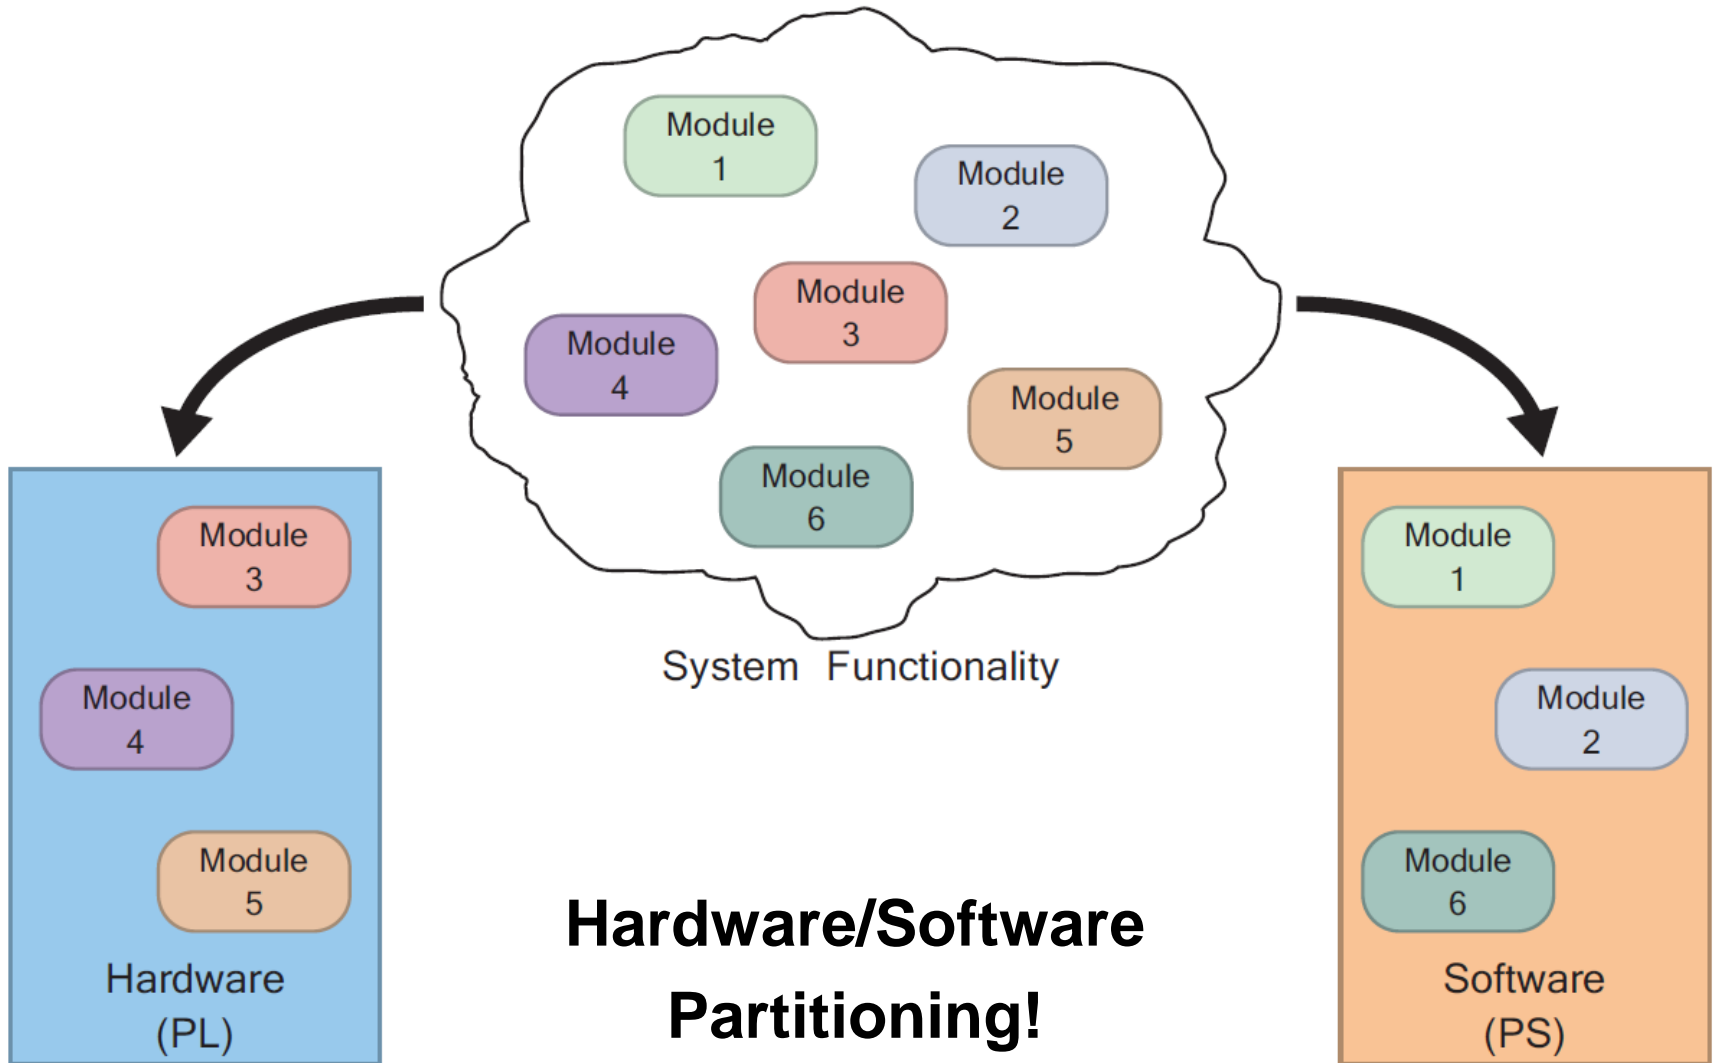 Module
1
Module
2
Module
3
Module
4
Module
5
Module
6
System Functionality
Module
3
Module
4
Module
5
Hardware
(PL)
Hardware/Software
Partitioning!
Module
1
Module
2
Module
6
Software
(PS)